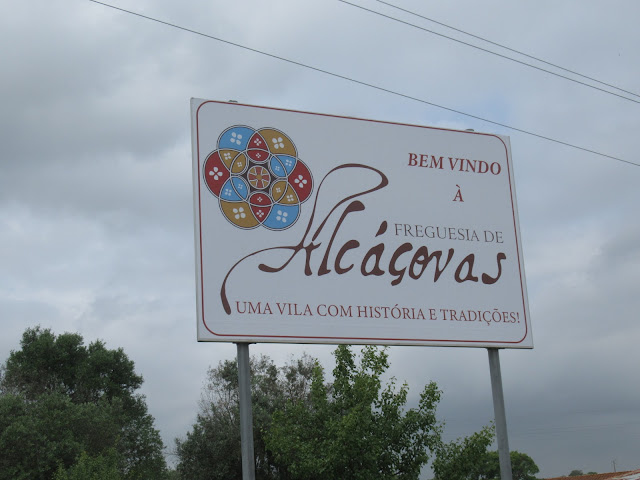 BEM VINDO
À
FREGUESIA DE
Alcáçovas
UMA VILA COM HISTÓRIA E TRADIÇÕES!